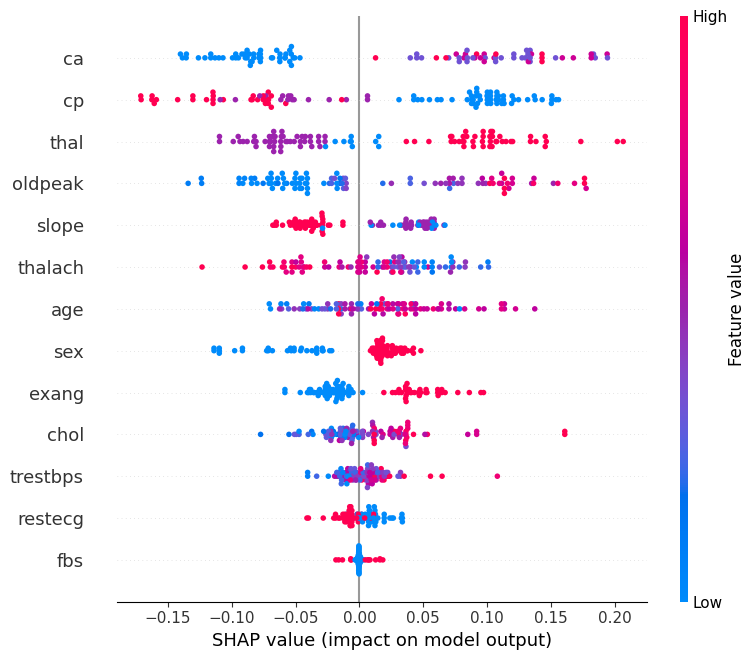 High
ca
cp
thal
oldpeak
slope
thalach
age
sex
exang
chol
trestbps
restecg
fbs
Feature value
Low
−0.15 −0.10 −0.05 0.00 0.05 0.10 0.15 0.20
SHAP value (impact on model output)